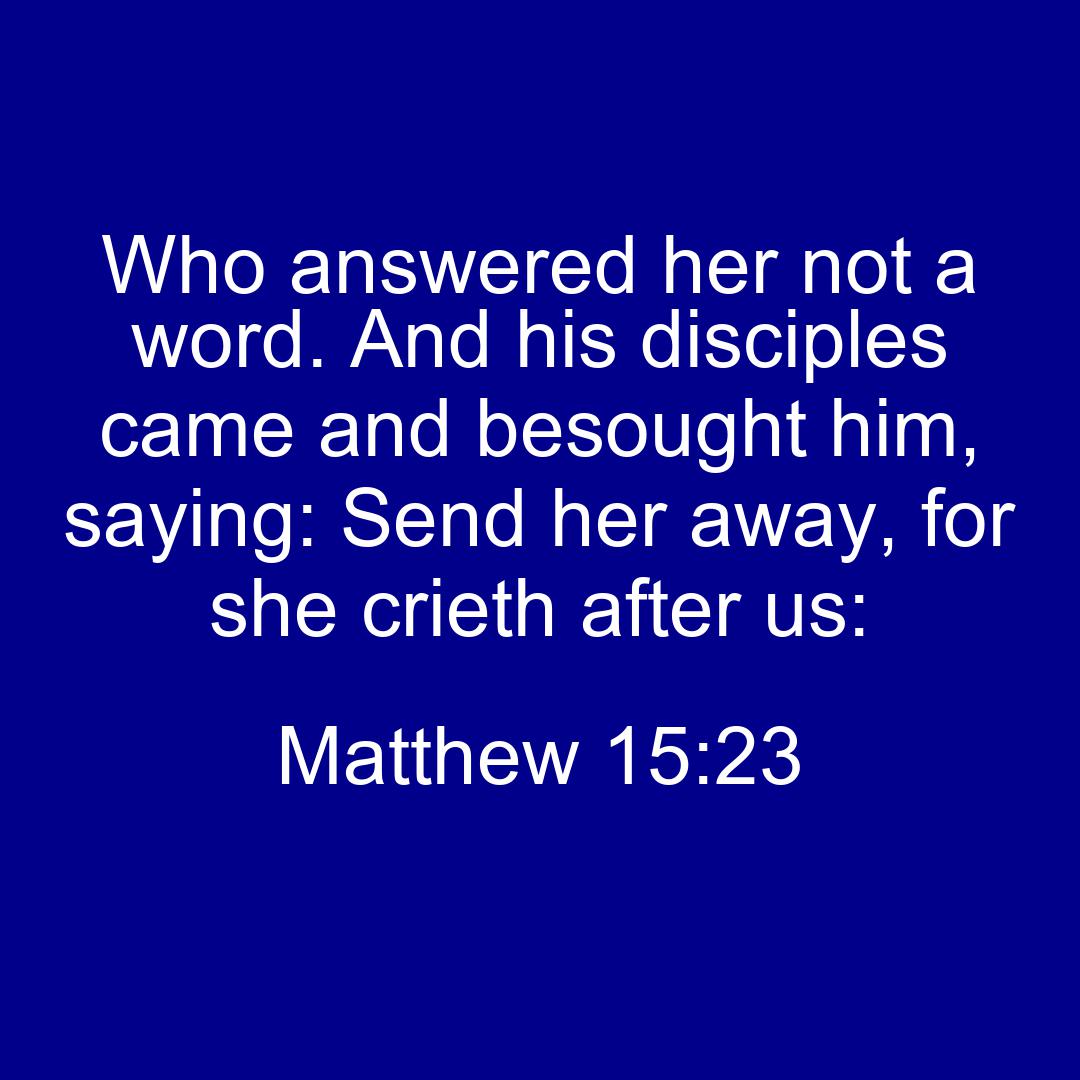 Who answered her not a
word. And his disciples
came and besought him,
saying: Send her away, for
she crieth after us:
Matthew 15:23